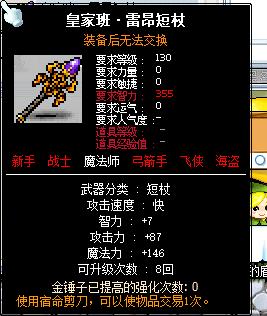 皇家班·雷昂短杖
装备后无法交换
要求等级 : 130
要求力量 : 0
要求敏捷 : 0
要求智力 : 355
要求运气 : 0
要求人气度 : -
道具等级 : -
道具经验值 : -
新手 战士 魔法师 弓箭手 飞侠 海盗
武器分类 : 短杖
攻击速度 : 快
智力 : +7
攻击力 : +87
魔法力 : +146
可升级次数 : 8回
金锤子已提高的强化次数: 0
使用宿命剪刀，可以使物品交易1次。